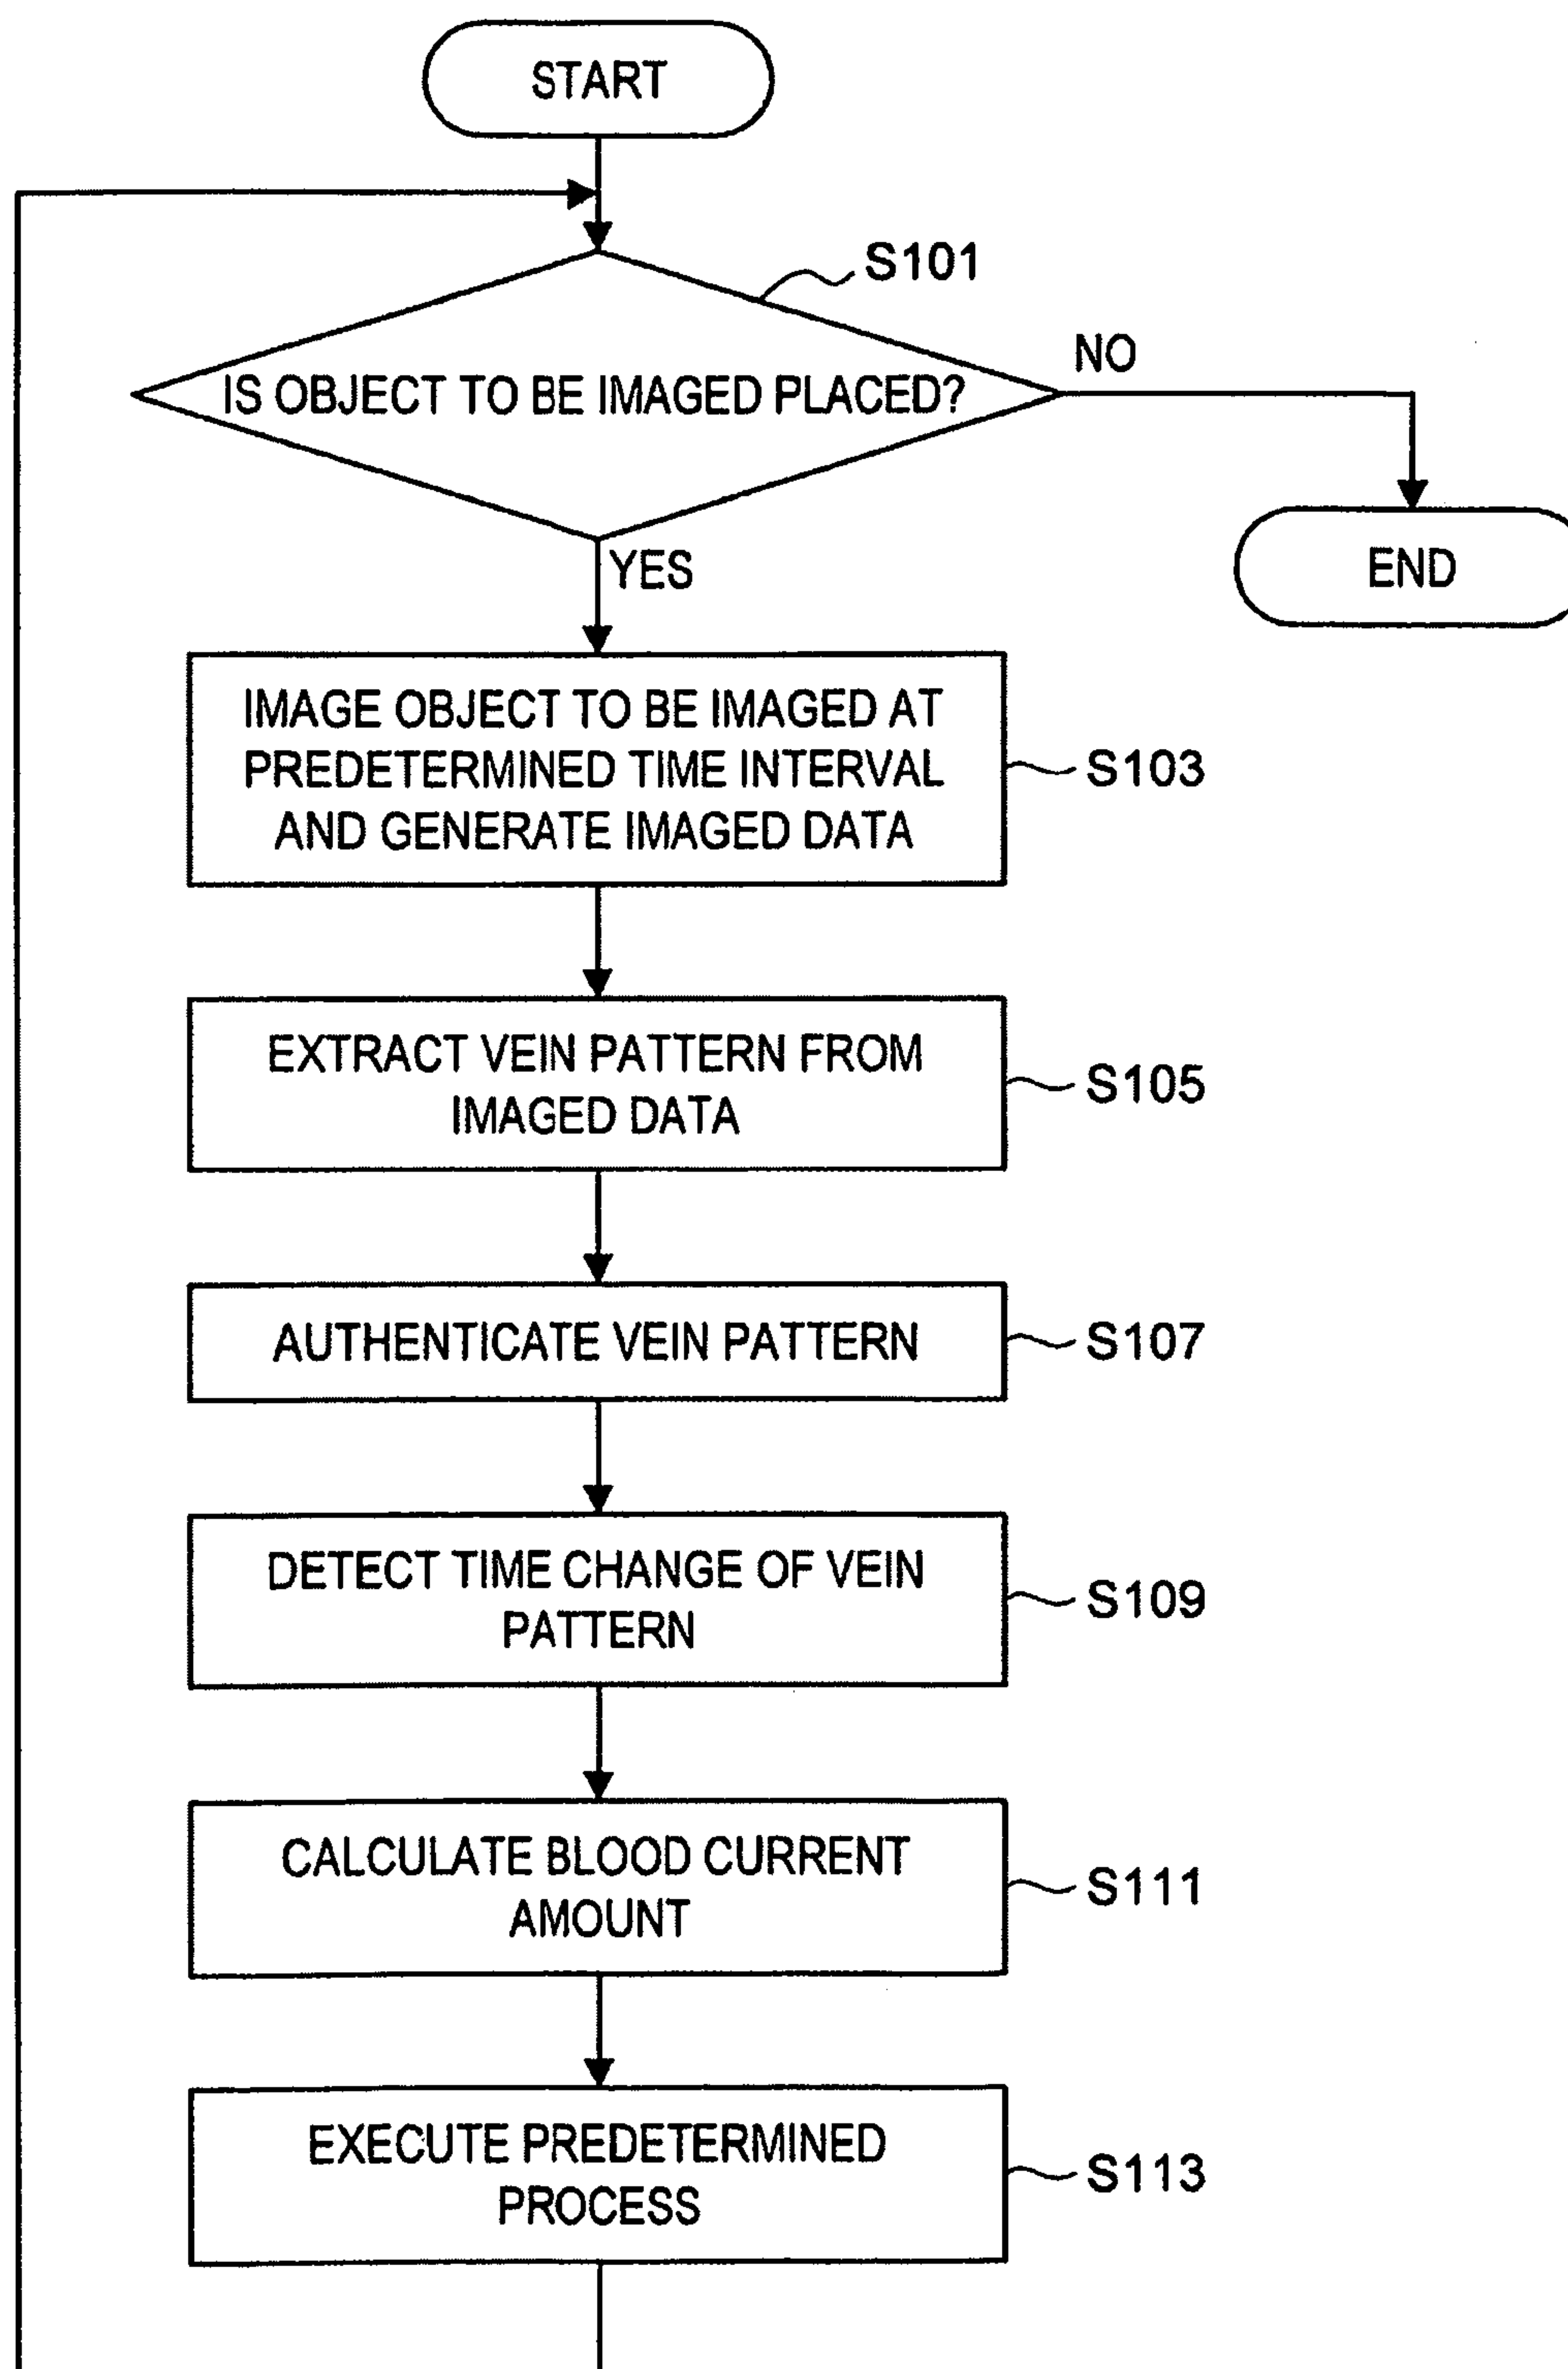 START
S101
IS OBJECT TO BE IMAGED PLACED?
NO
END
YES
IMAGE OBJECT TO BE IMAGED AT
PREDETERMINED TIME INTERVAL
AND GENERATE IMAGED DATA
S103
EXTRACT VEIN PATTERN FROM
IMAGED DATA
S105
AUTHENTICATE VEIN PATTERN
S107
DETECT TIME CHANGE OF VEIN
PATTERN
S109
CALCULATE BLOOD CURRENT
AMOUNT
S111
EXECUTE PREDETERMINED
PROCESS
S113